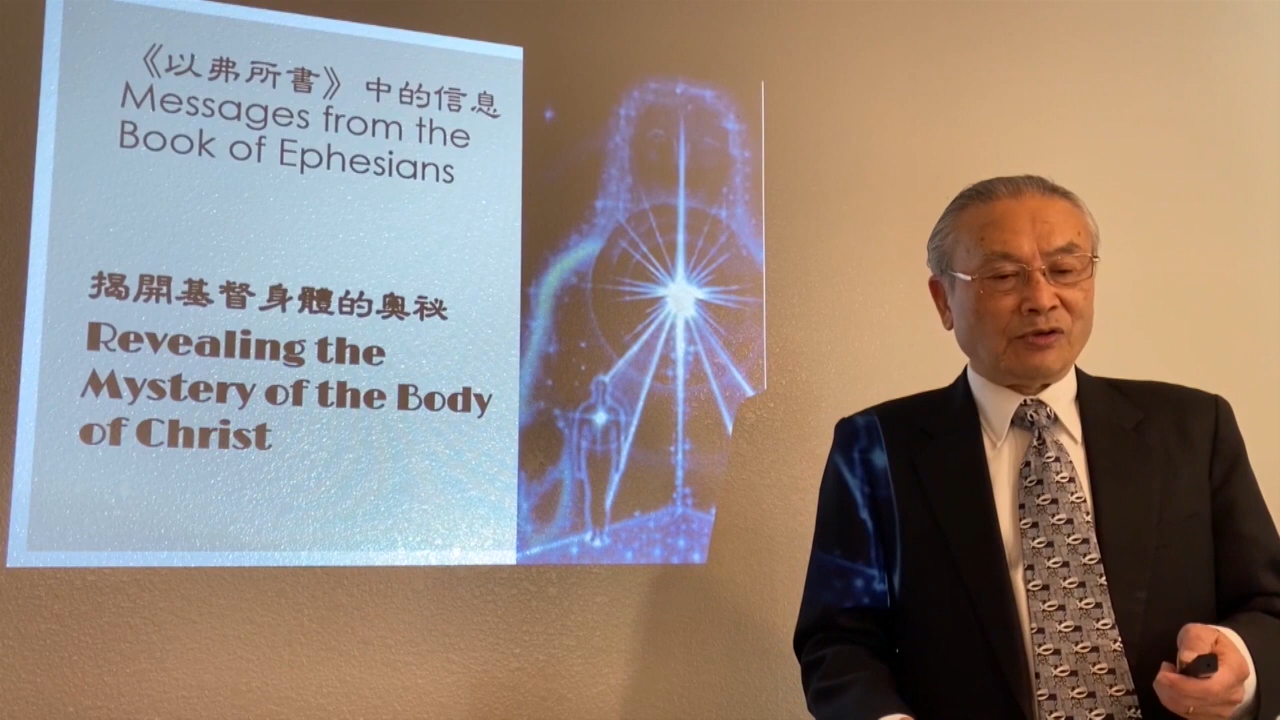 《以弗所書》中的信息
Messages from the
Book of Ephesians
揭開基督身體的奧祕
Revealing the
Mystery of the Body
of Christ